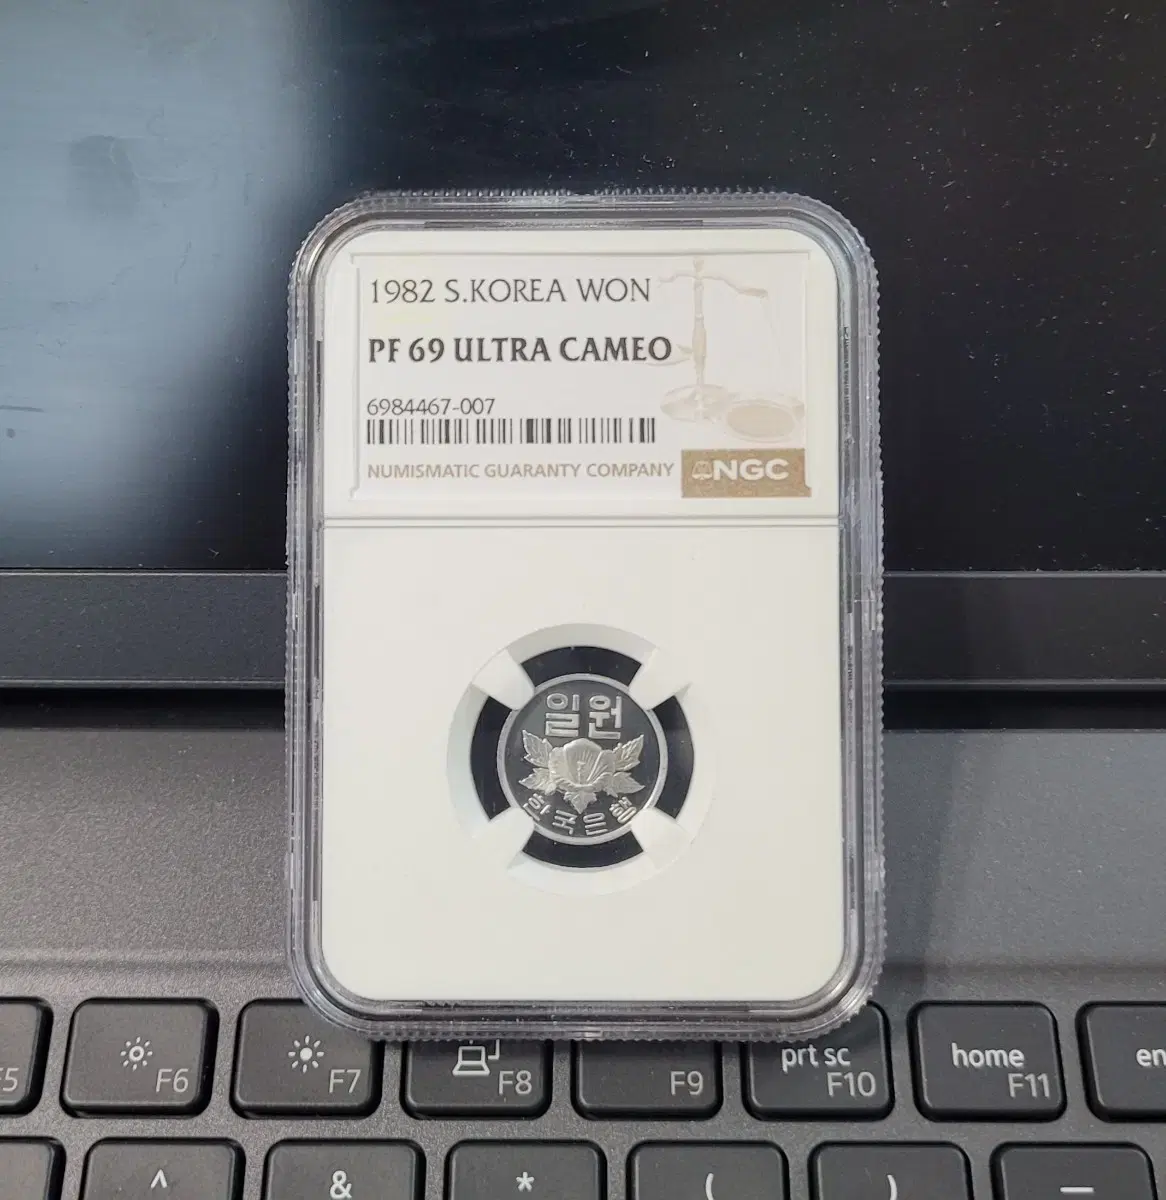 1982 S.KOREA WON
PF 69 ULTRA CAMEO
6984467-007
NUMISMATIC GUARANTY COMPANY NGC
일원
한국은행
F5 F6 F7 F8 F9 prt sc F10 home F11 en
^ & * ( ) —